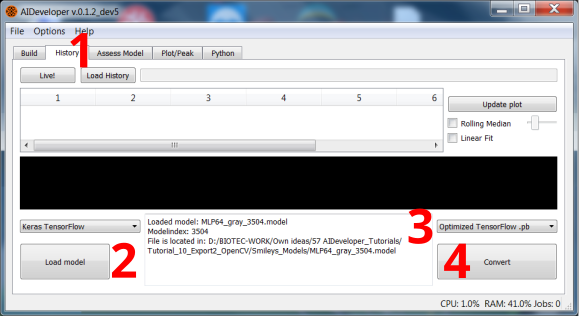 AIDeveloper v.0.1.2_dev5
File Options Help
1
Build History Assess Model Plot/Peak Python
Live! Load History
1 2 3 4 5 6
Update plot
Rolling Median
Linear Fit
Keras TensorFlow
Load model
2
Loaded model: MLP64_gray_3504.model
Modelindex: 3504
File is located in: D:/BIOTEC-WORK/Own ideas/57 AIDeveloper_Tutorials/
Tutorial_10_Export2_OpenCV/Smileys_Models/MLP64_gray_3504.model
3
Optimized TensorFlow .pb
4
Convert
CPU: 1.0% RAM: 41.0% Jobs: 0